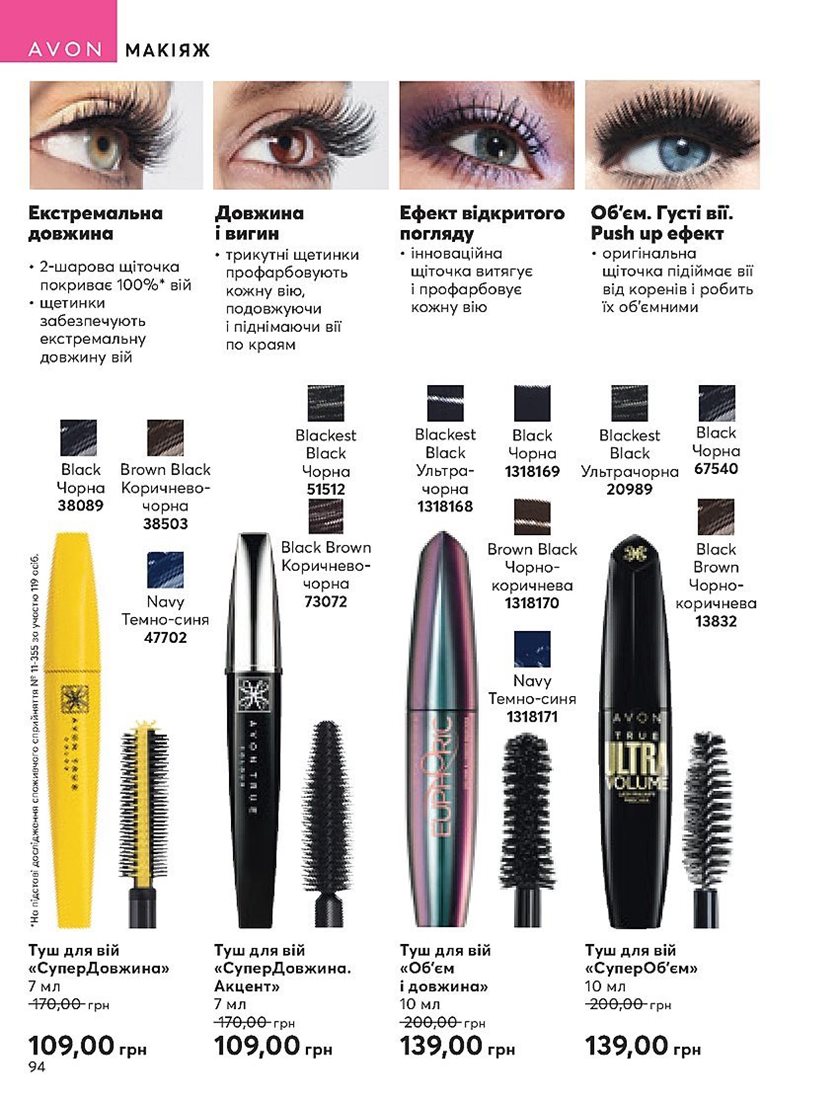 AVON
МАКІЯЖ
Екстремальна
довжина
• 2-шарова щіточка
покриває 100%* вій
• щетинки
забезпечують
екстремальну
довжину вій
Довжина
і вигин
• трикутні щетинки
профарбовують
кожну вію,
подовжуючи
і піднімаючи вії
по краям
Ефект відкритого
погляду
• інноваційна
щіточка витягує
і профарбовує
кожну вію
Об'єм. Густі вії.
Push up ефект
• оригінальна
щіточка підіймає вії
від коренів і робить
їх об'ємними
Black
Чорна
38089
Brown Black
Коричнево-
чорна
38503
Navy
Темно-синя
47702
Blackest
Black
Чорна
51512
Black Brown
Коричнево-
чорна
73072
Blackest
Black
Ультра-
чорна
1318168
Black
Чорна
1318169
Brown Black
Чорно-
коричнева
1318170
Navy
Темно-синя
1318171
Blackest
Black
Ультрачорна
20989
Black
Чорна
67540
Black
Brown
Чорно-
коричнева
13832
*На підстові дослідження споживчого сприйняття № 11-355 за участю 119 осіб.
AVON TRUE
COLOUR
AVON TRUE
COLOUR
EUPHORIC
AVON
TRUE
ULTRA
VOLUME
Туш для вій
«СуперДовжина»
7 мл
170,00 грн
109,00 грн
Туш для вій
«СуперДовжина.
Акцент»
7 мл
170,00 грн
109,00 грн
Туш для вій
«Об'єм
і довжина»
10 мл
200,00 грн
139,00 грн
Туш для вій
«СуперОб'єм»
10 мл
200,00 грн
139,00 грн
94